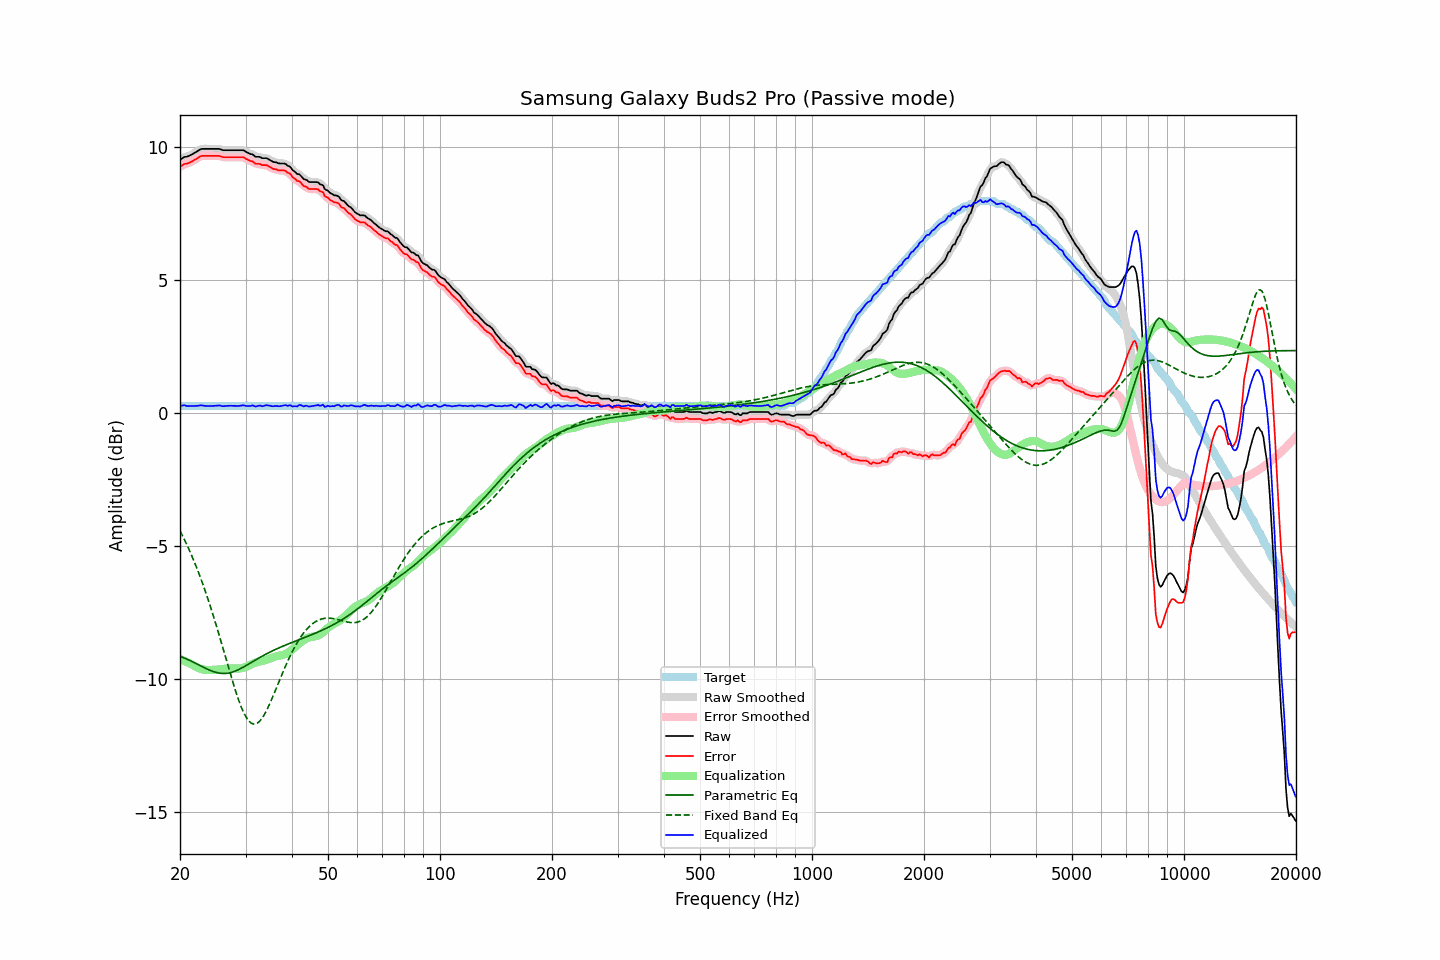 Samsung Galaxy Buds2 Pro (Passive mode)
Amplitude (dBr)
10
5
0
−5
−10
−15
Target
Raw Smoothed
Error Smoothed
Raw
Error
Equalization
Parametric Eq
Fixed Band Eq
Equalized
20 50 100 200 500 1000 2000 5000 10000 20000
Frequency (Hz)